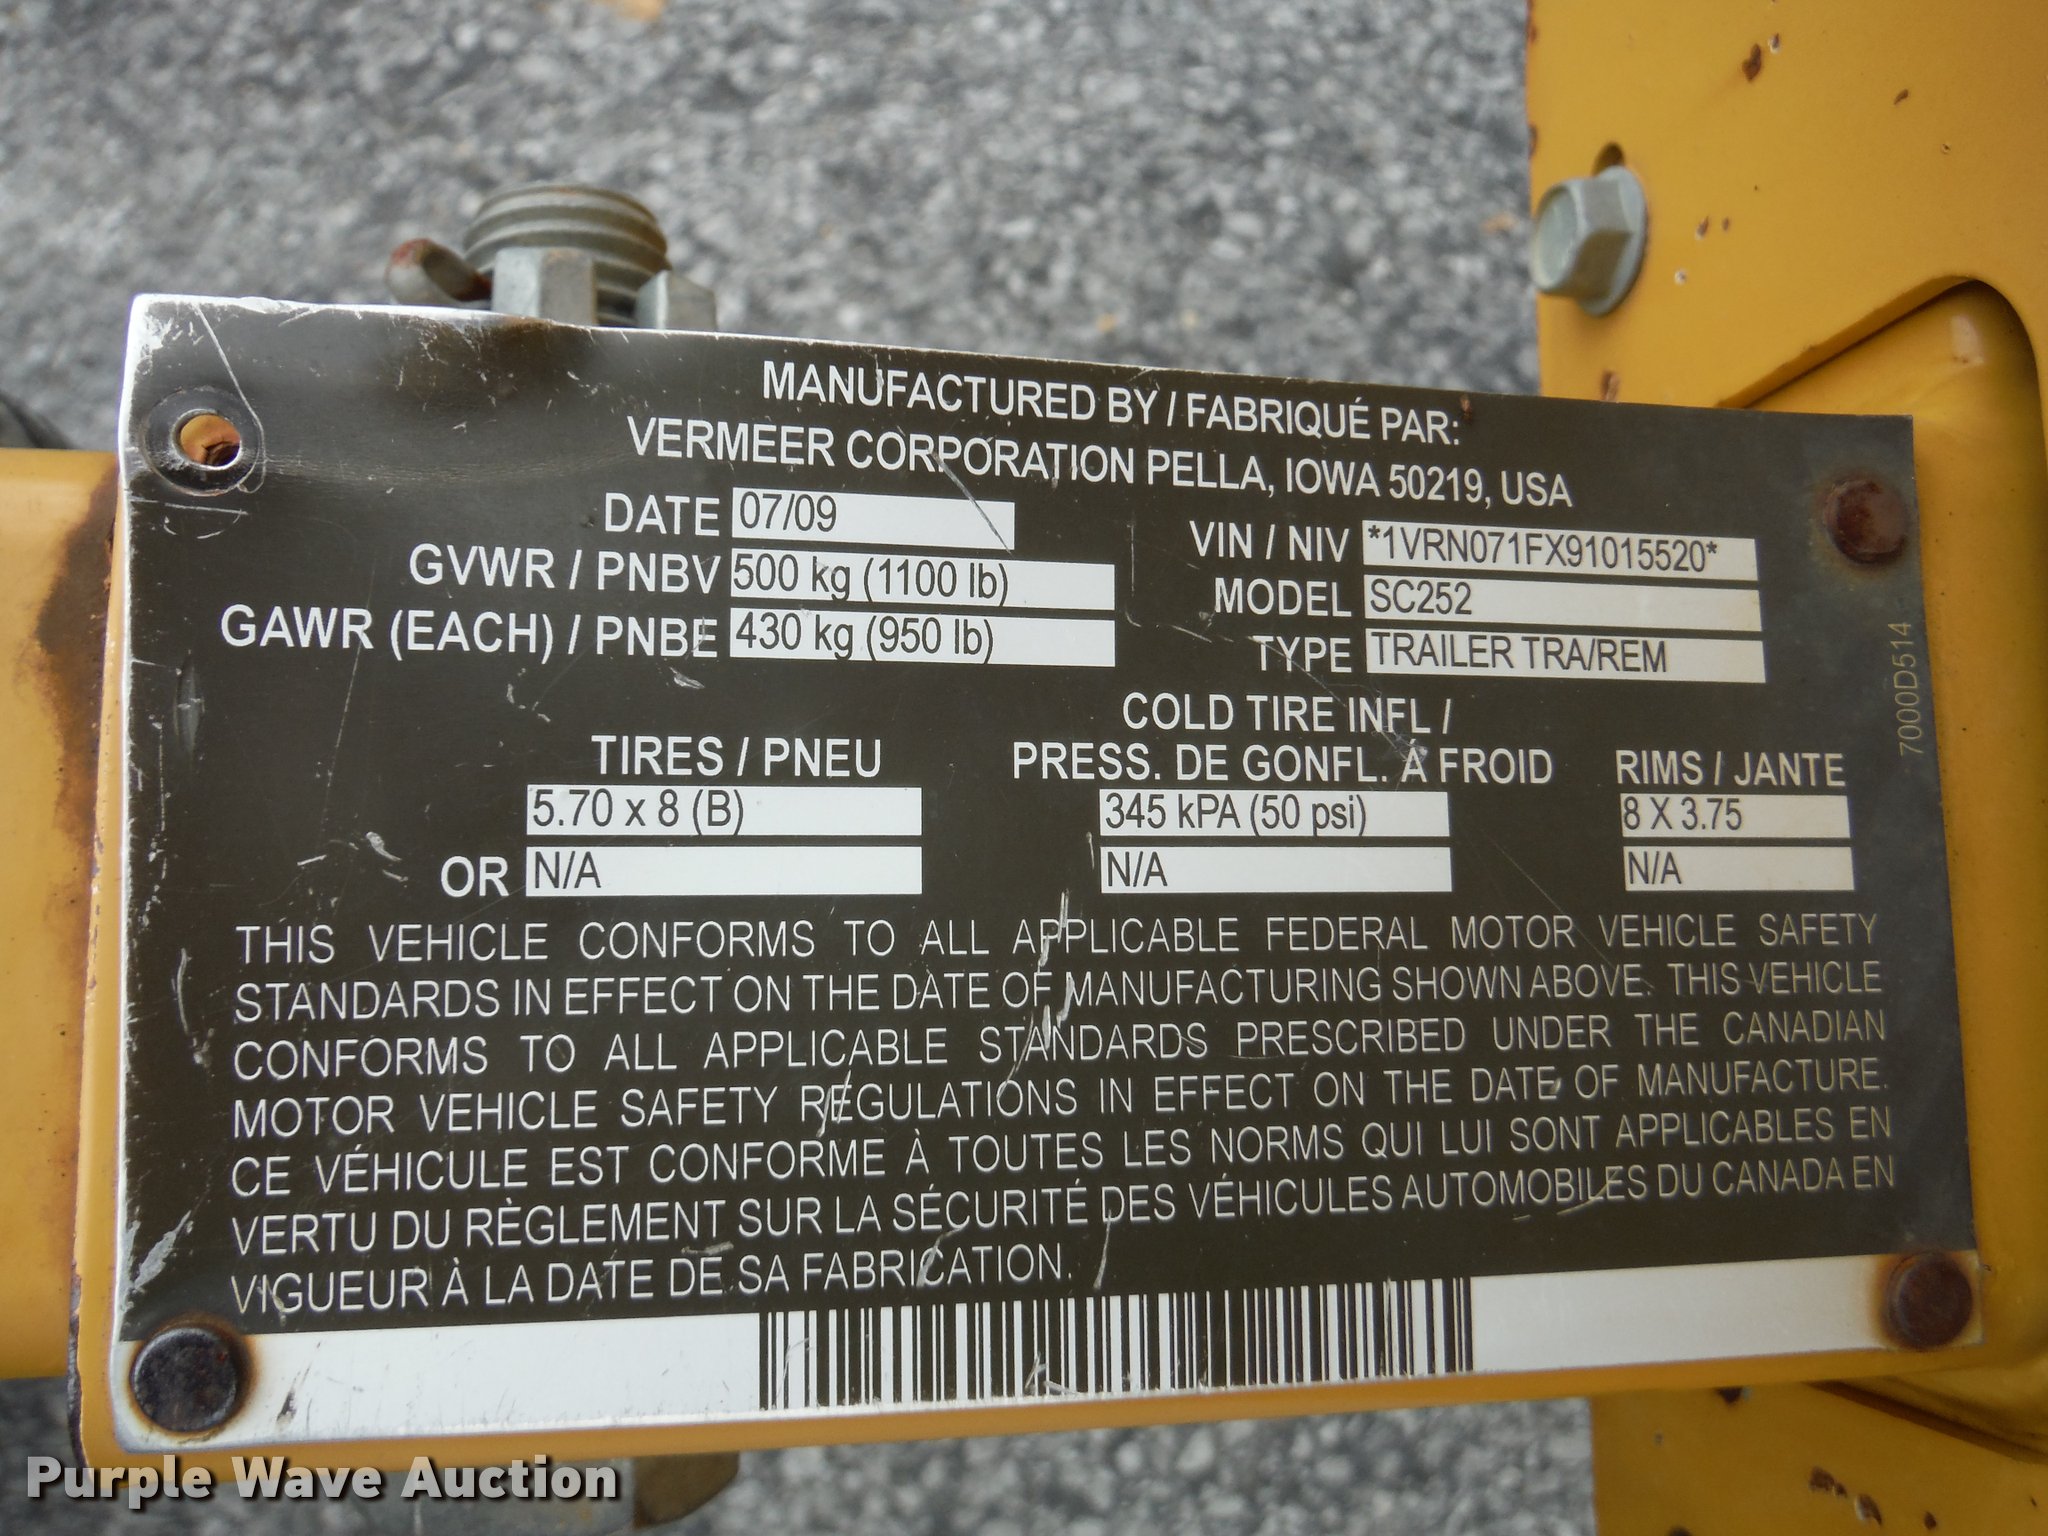 MANUFACTURED BY / FABRIQUÉ PAR:
VERMEER CORPORATION PELLA, IOWA 50219, USA
DATE 07/09
GVWR / PNBV 500 kg (1100 lb)
GAWR (EACH) / PNBE 430 kg (950 lb)
VIN / NIV *1VRN071FX91015520*
MODEL SC252
TYPE TRAILER TRA/REM
7000D514
TIRES / PNEU
COLD TIRE INFL /
PRESS. DE GONFL. À FROID
RIMS / JANTE
5.70 x 8 (B) 345 kPA (50 psi) 8 X 3.75
OR N/A N/A N/A
THIS VEHICLE CONFORMS TO ALL APPLICABLE FEDERAL MOTOR VEHICLE SAFETY
STANDARDS IN EFFECT ON THE DATE OF MANUFACTURING SHOWN ABOVE. THIS VEHICLE
CONFORMS TO ALL APPLICABLE STANDARDS PRESCRIBED UNDER THE CANADIAN
MOTOR VEHICLE SAFETY REGULATIONS IN EFFECT ON THE DATE OF MANUFACTURE.
CE VÉHICULE EST CONFORME À TOUTES LES NORMS QUI LUI SONT APPLICABLES EN
VERTU DU RÈGLEMENT SUR LA SÉCURITÉ DES VÉHICULES AUTOMOBILES DU CANADA EN
VIGUEUR À LA DATE DE SA FABRICATION.
Purple Wave Auction